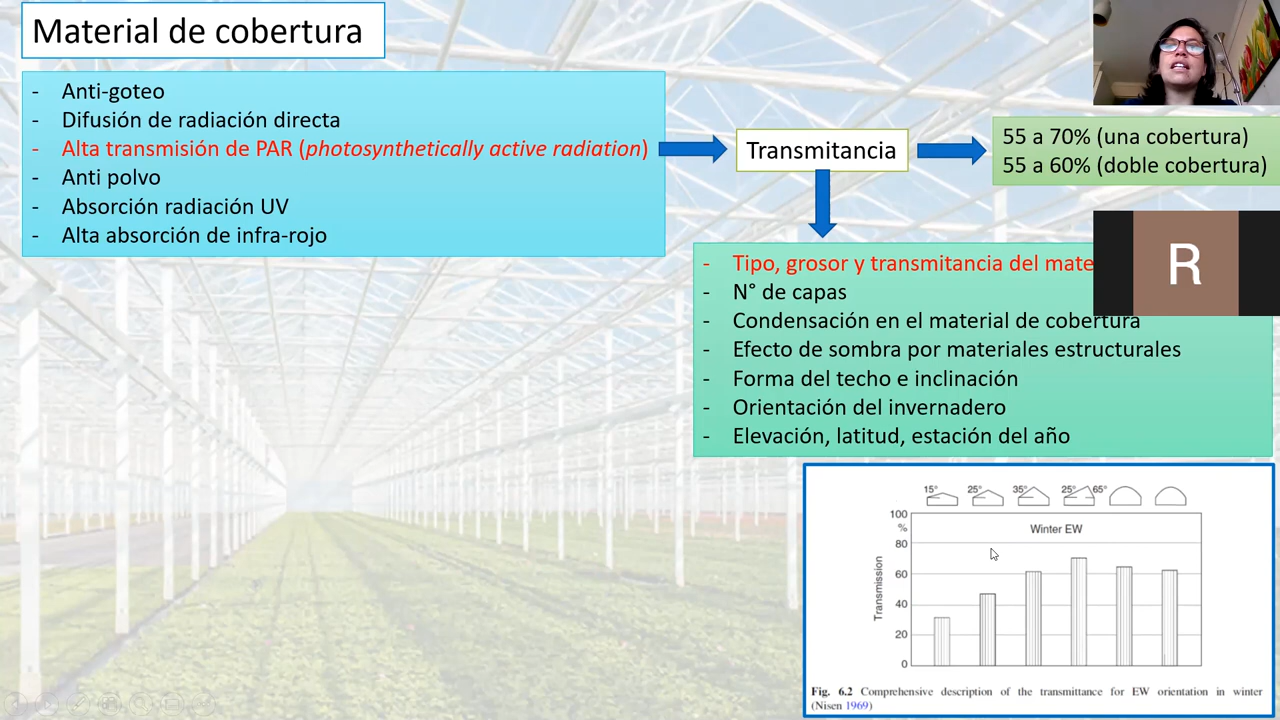 Material de cobertura
- Anti-goteo
- Difusión de radiación directa
- Alta transmisión de PAR (photosynthetically active radiation)
- Anti polvo
- Absorción radiación UV
- Alta absorción de infra-rojo
Transmitancia
55 a 70% (una cobertura)
55 a 60% (doble cobertura)
R
- Tipo, grosor y transmitancia del mate
- N° de capas
- Condensación en el material de cobertura
- Efecto de sombra por materiales estructurales
- Forma del techo e inclinación
- Orientación del invernadero
- Elevación, latitud, estación del año
15° 25° 35° 25° 65°
100
%
80
60
40
20
0
Transmission
Winter EW
Fig. 6.2 Comprehensive description of the transmittance for EW orientation in winter
(Nisen 1969)